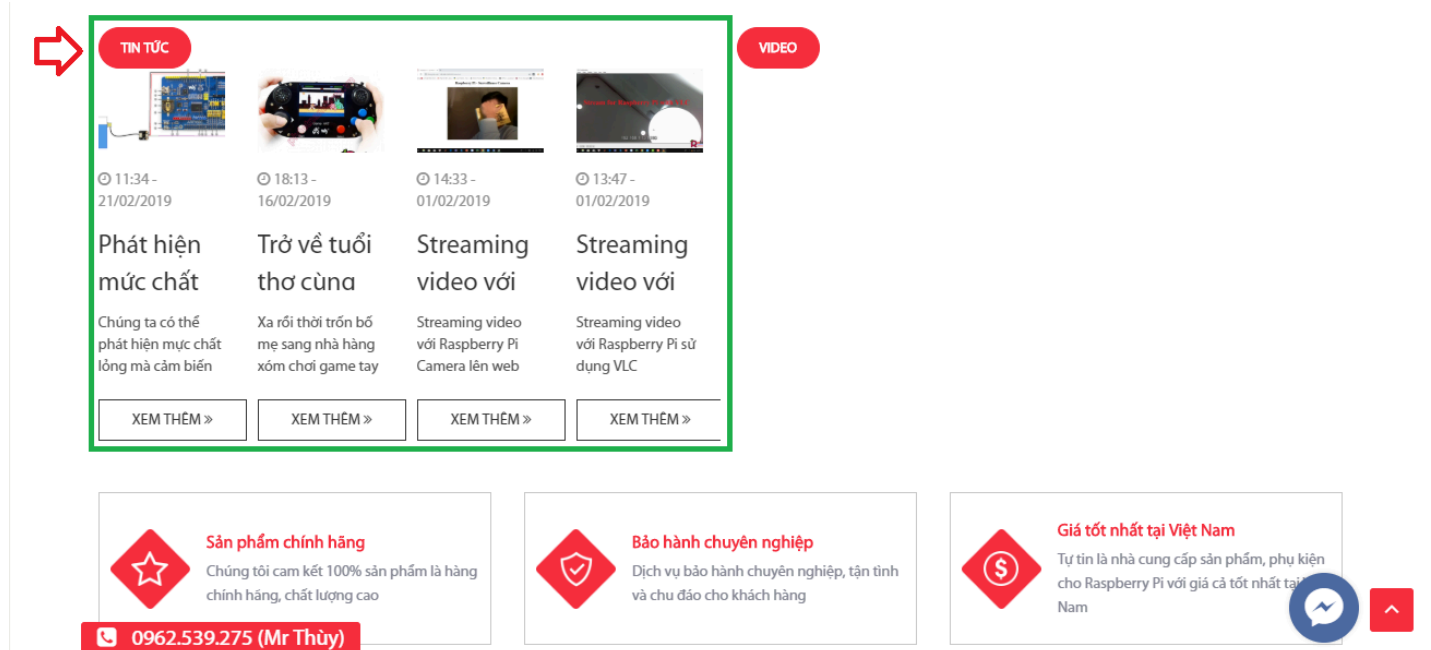 TIN TỨC
VIDEO
11:34 -
21/02/2019
Phát hiện
mức chất
Chúng ta có thể
phát hiện mực chất
lỏng mà cảm biến
XEM THÊM »
18:13 -
16/02/2019
Trở về tuổi
thơ cùng
Xa rồi thời trốn bố
mẹ sang nhà hàng
xóm chơi game tay
XEM THÊM »
14:33 -
01/02/2019
Streaming
video với
Streaming video
với Raspberry Pi
Camera lên web
XEM THÊM »
13:47 -
01/02/2019
Streaming
video với
Streaming video
với Raspberry Pi sử
dụng VLC
XEM THÊM »
Sản phẩm chính hãng
Chúng tôi cam kết 100% sản phẩm là hàng
chính hãng, chất lượng cao
Bảo hành chuyên nghiệp
Dịch vụ bảo hành chuyên nghiệp, tận tình
và chu đáo cho khách hàng
Giá tốt nhất tại Việt Nam
Tự tin là nhà cung cấp sản phẩm, phụ kiện
cho Raspberry Pi với giá cả tốt nhất tại
Nam
0962.539.275 (Mr Thùy)